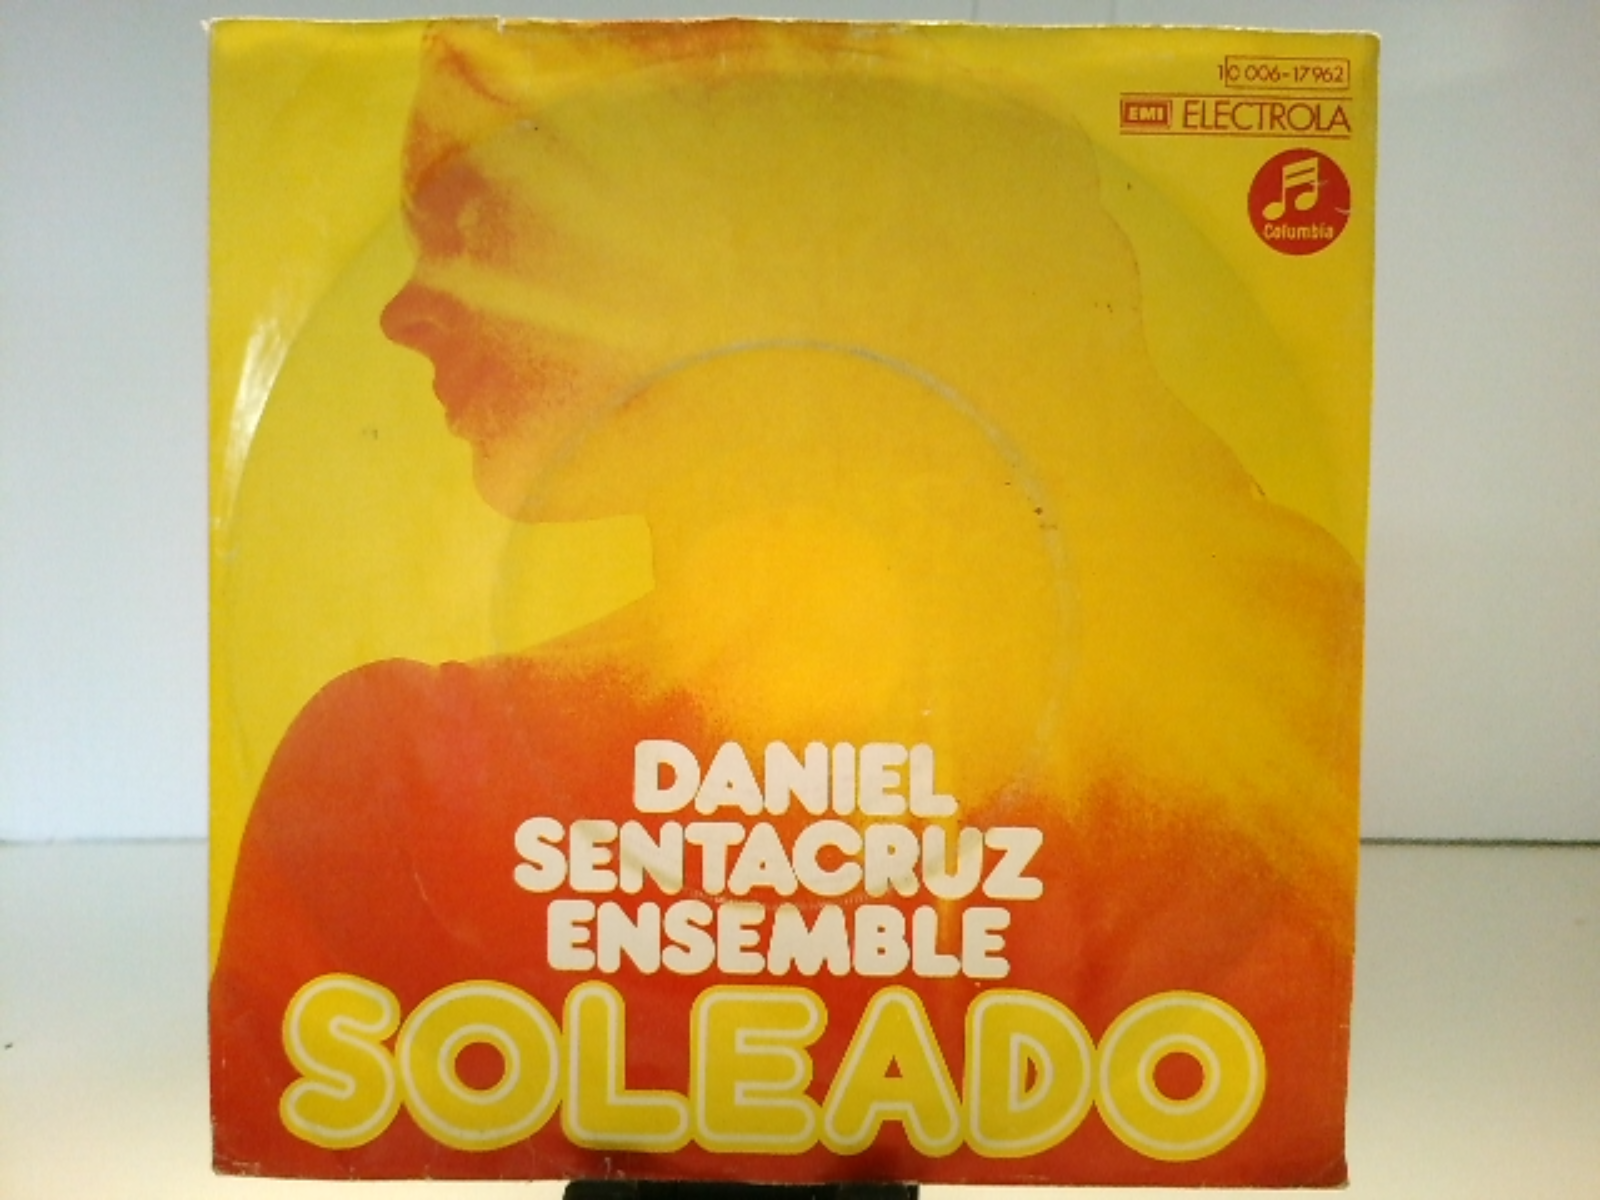 1C 006-17962
EMI ELECTROLA
Columbia
DANIEL
SENTACRUZ
ENSEMBLE
SOLEADO